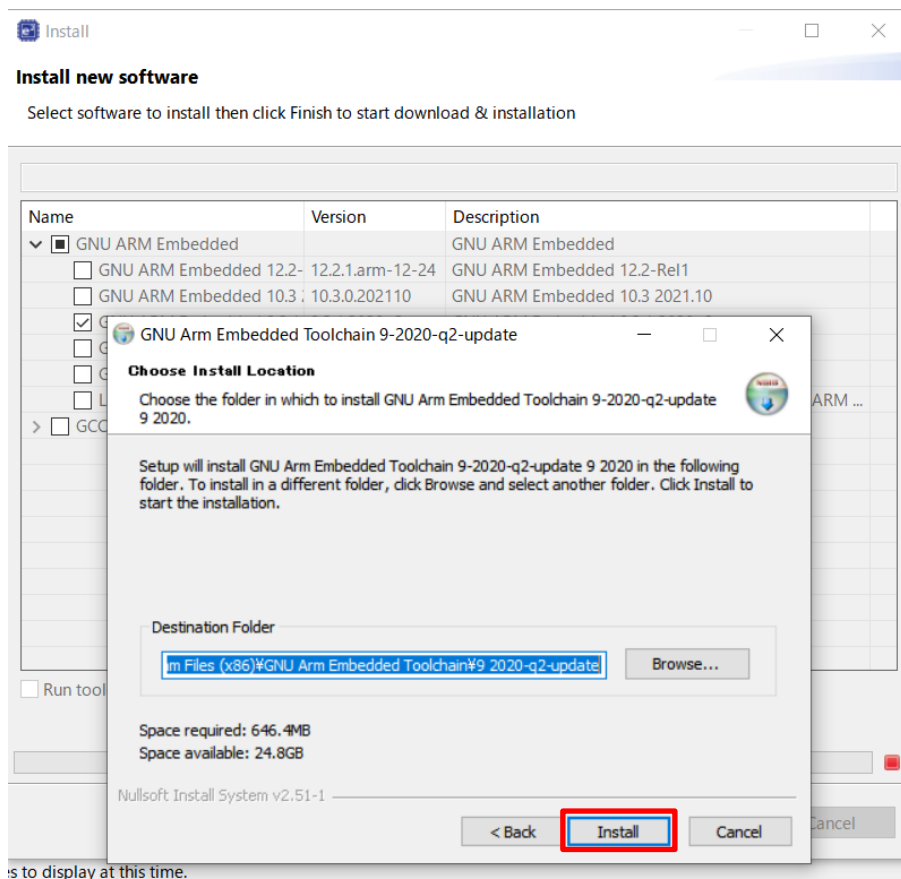 Install
Install new software
Select software to install then click Finish to start download & installation
Name Version Description
GNU ARM Embedded GNU ARM Embedded
GNU ARM Embedded 12.2- 12.2.1.arm-12-24 GNU ARM Embedded 12.2-Rel1
GNU ARM Embedded 10.3 10.3.0.202110 GNU ARM Embedded 10.3 2021.10
GNU Arm Embedded Toolchain 9-2020-q2-update
Choose Install Location
Choose the folder in which to install GNU Arm Embedded Toolchain 9-2020-q2-update
9 2020.
L ARM ...
GCC
Setup will install GNU Arm Embedded Toolchain 9-2020-q2-update 9 2020 in the following
folder. To install in a different folder, click Browse and select another folder. Click Install to
start the installation.
Destination Folder
m Files (x86)¥GNU Arm Embedded Toolchain¥9 2020-q2-update Browse...
Run tool
Space required: 646.4MB
Space available: 24.8GB
Nullsoft Install System v2.51-1
< Back Install Cancel
Cancel
es to display at this time.